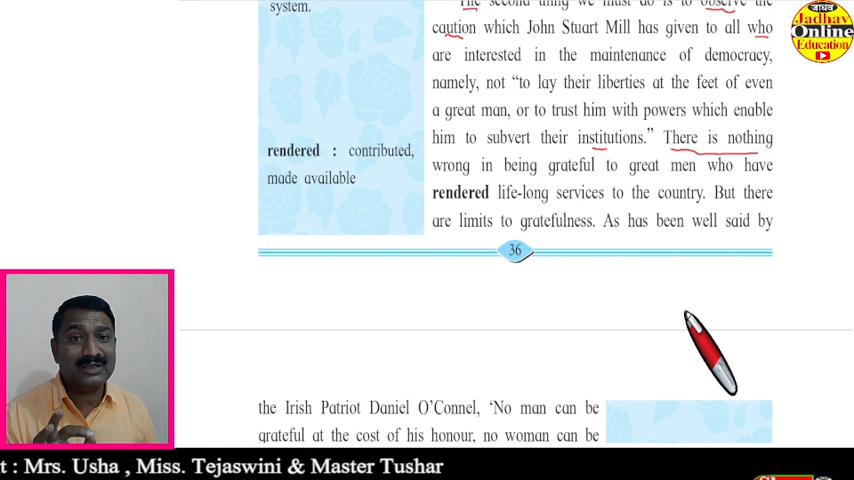 system.
The second thing we must do is to observe the
caution which John Stuart Mill has given to all who
are interested in the maintenance of democracy,
namely, not “to lay their liberties at the feet of even
a great man, or to trust him with powers which enable
him to subvert their institutions.” There is nothing
wrong in being grateful to great men who have
rendered life-long services to the country. But there
are limits to gratefulness. As has been well said by
rendered : contributed,
made available
36
the Irish Patriot Daniel O’Connel, ‘No man can be
grateful at the cost of his honour, no woman can be
जाधव
Jadhav
Online
Education
t : Mrs. Usha , Miss. Tejaswini & Master Tushar